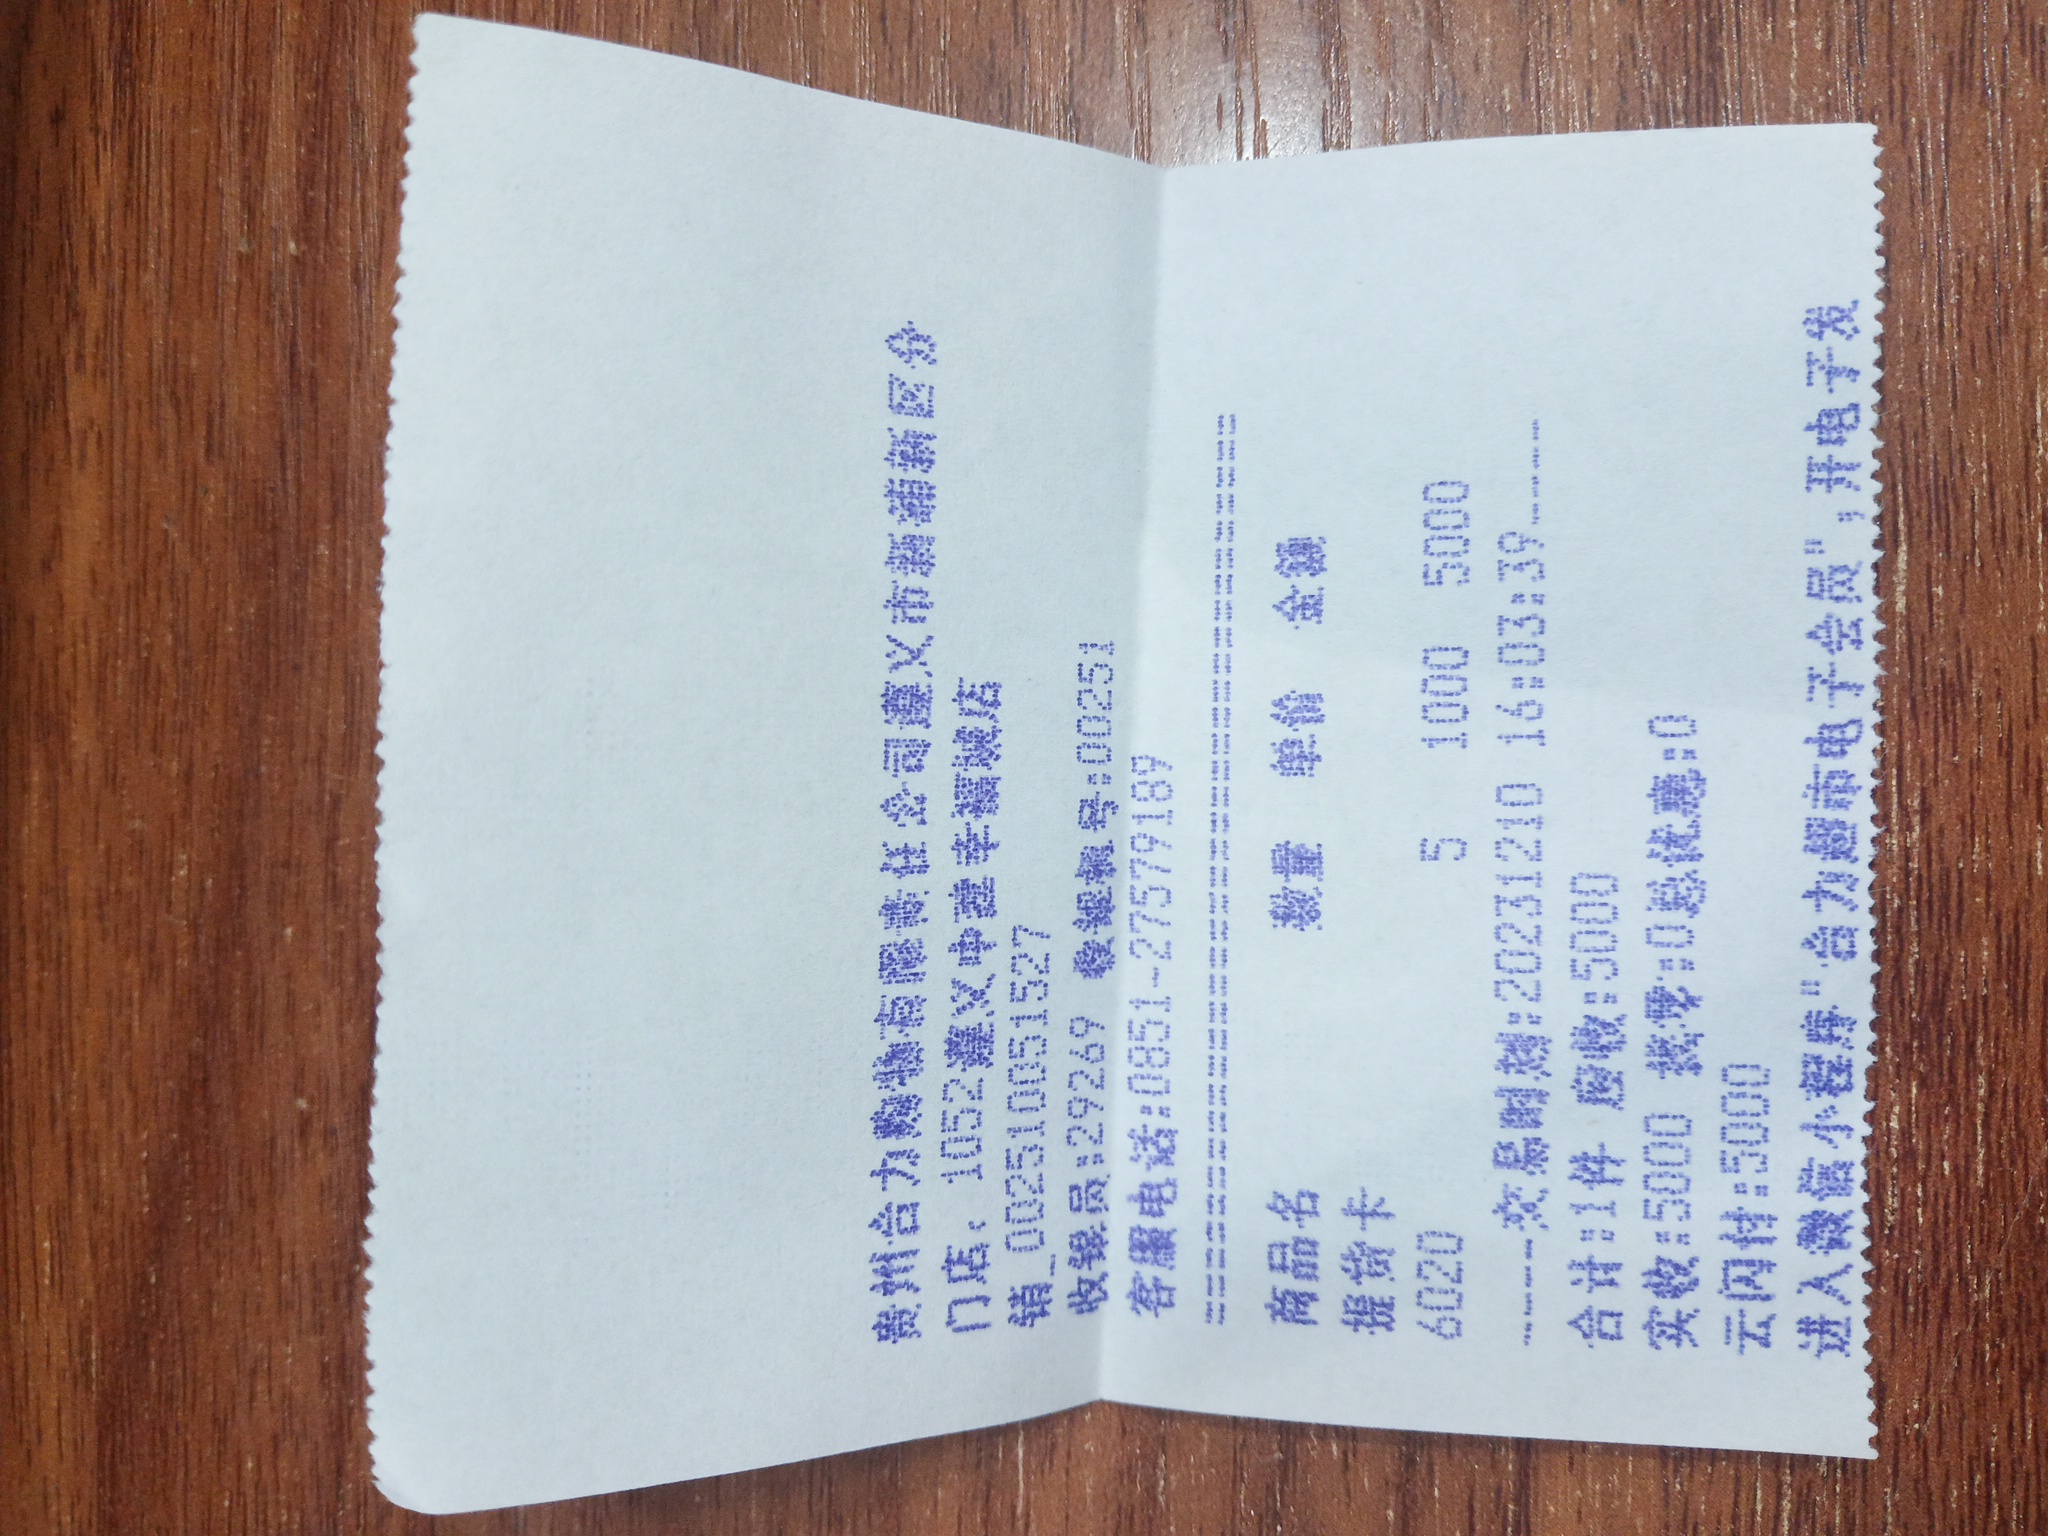 贵州合力购物有限责任公司遵义市新蒲新区分
门店: 1052遵义中建幸福城店
销_002510051527
收银员:29269 终端机号:00251
客服电话:0851-27579189
==================================
商品名 数量 单价 金额
提货卡
6020 5 1000 5000
----交易时刻:20231210 16:03:39----
合计:1件 应收:5000
实收:5000 找零:0总优惠:0
云闪付:5000
进入微信小程序"合力超市电子会员",开电子发